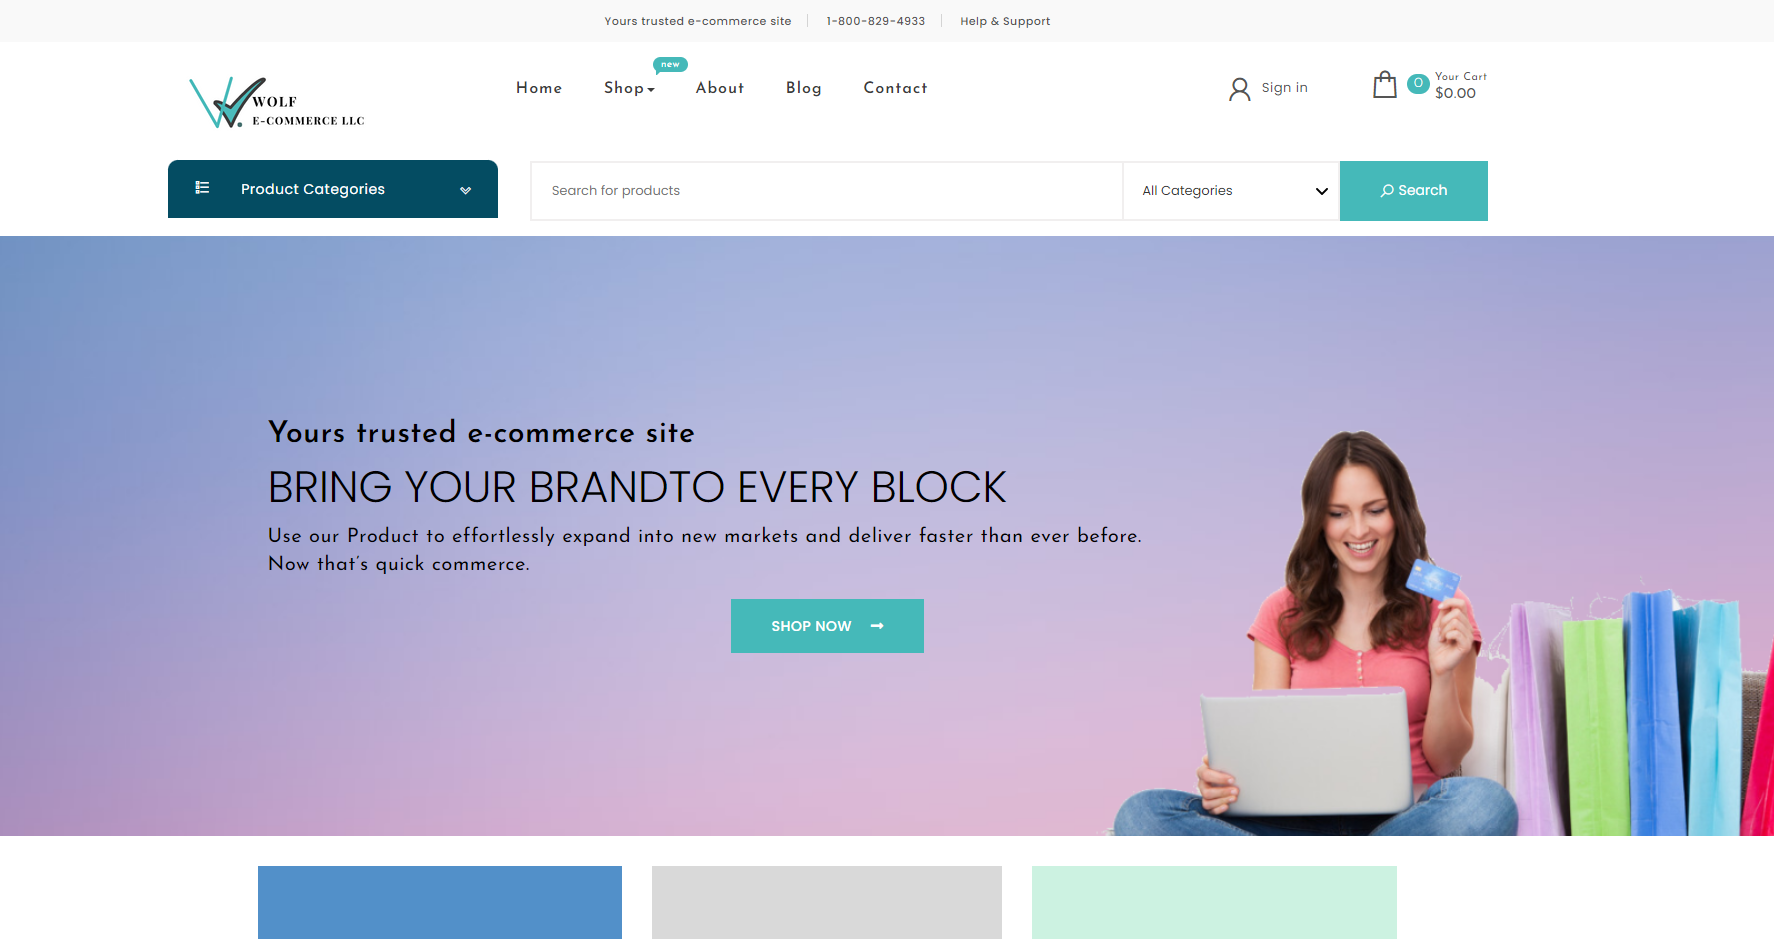 Yours trusted e-commerce site
1-800-829-4933
Help & Support
WOLF
E-COMMERCE LLC
Home
Shop
new
About
Blog
Contact
Sign in
0
Your Cart
$0.00
Product Categories
Search for products
All Categories
Search
Yours trusted e-commerce site
BRING YOUR BRANDTO EVERY BLOCK
Use our Product to effortlessly expand into new markets and deliver faster than ever before.
Now that's quick commerce.
SHOP NOW